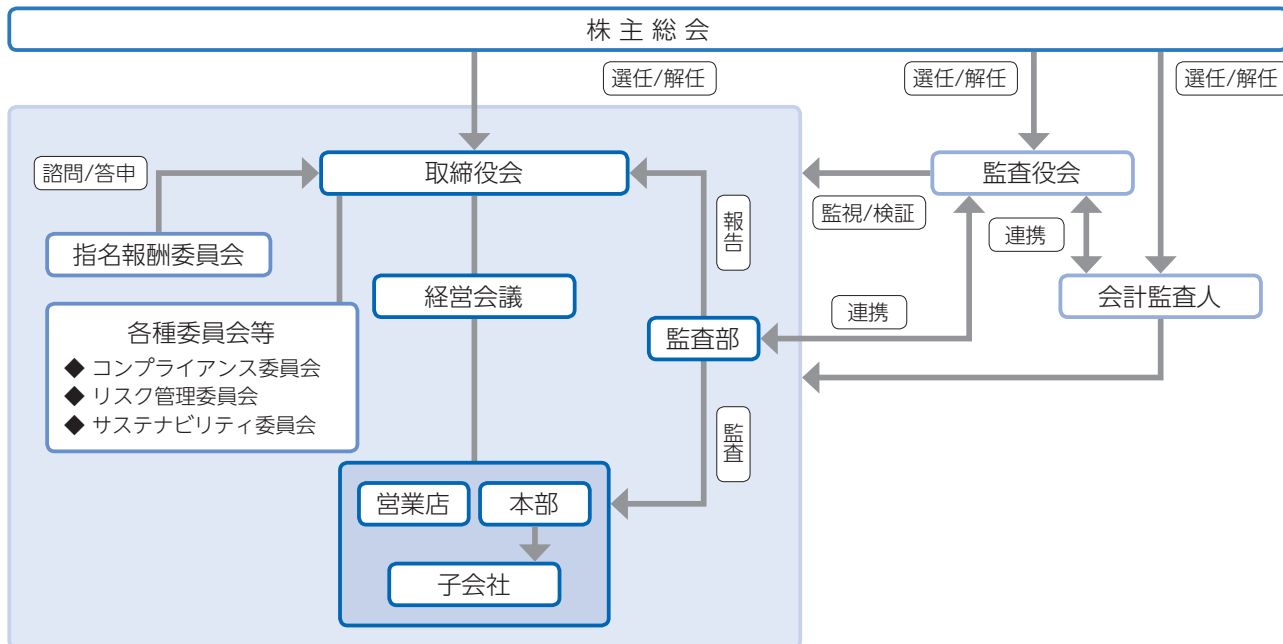 株主総会
選任/解任
選任/解任
選任/解任
取締役会
監査役会
諮問/答申
監視/検証
報告
連携
指名報酬委員会
経営会議
会計監査人
連携
監査部
各種委員会等
◆ コンプライアンス委員会
◆ リスク管理委員会
◆ サステナビリティ委員会
監査
営業店
本部
子会社